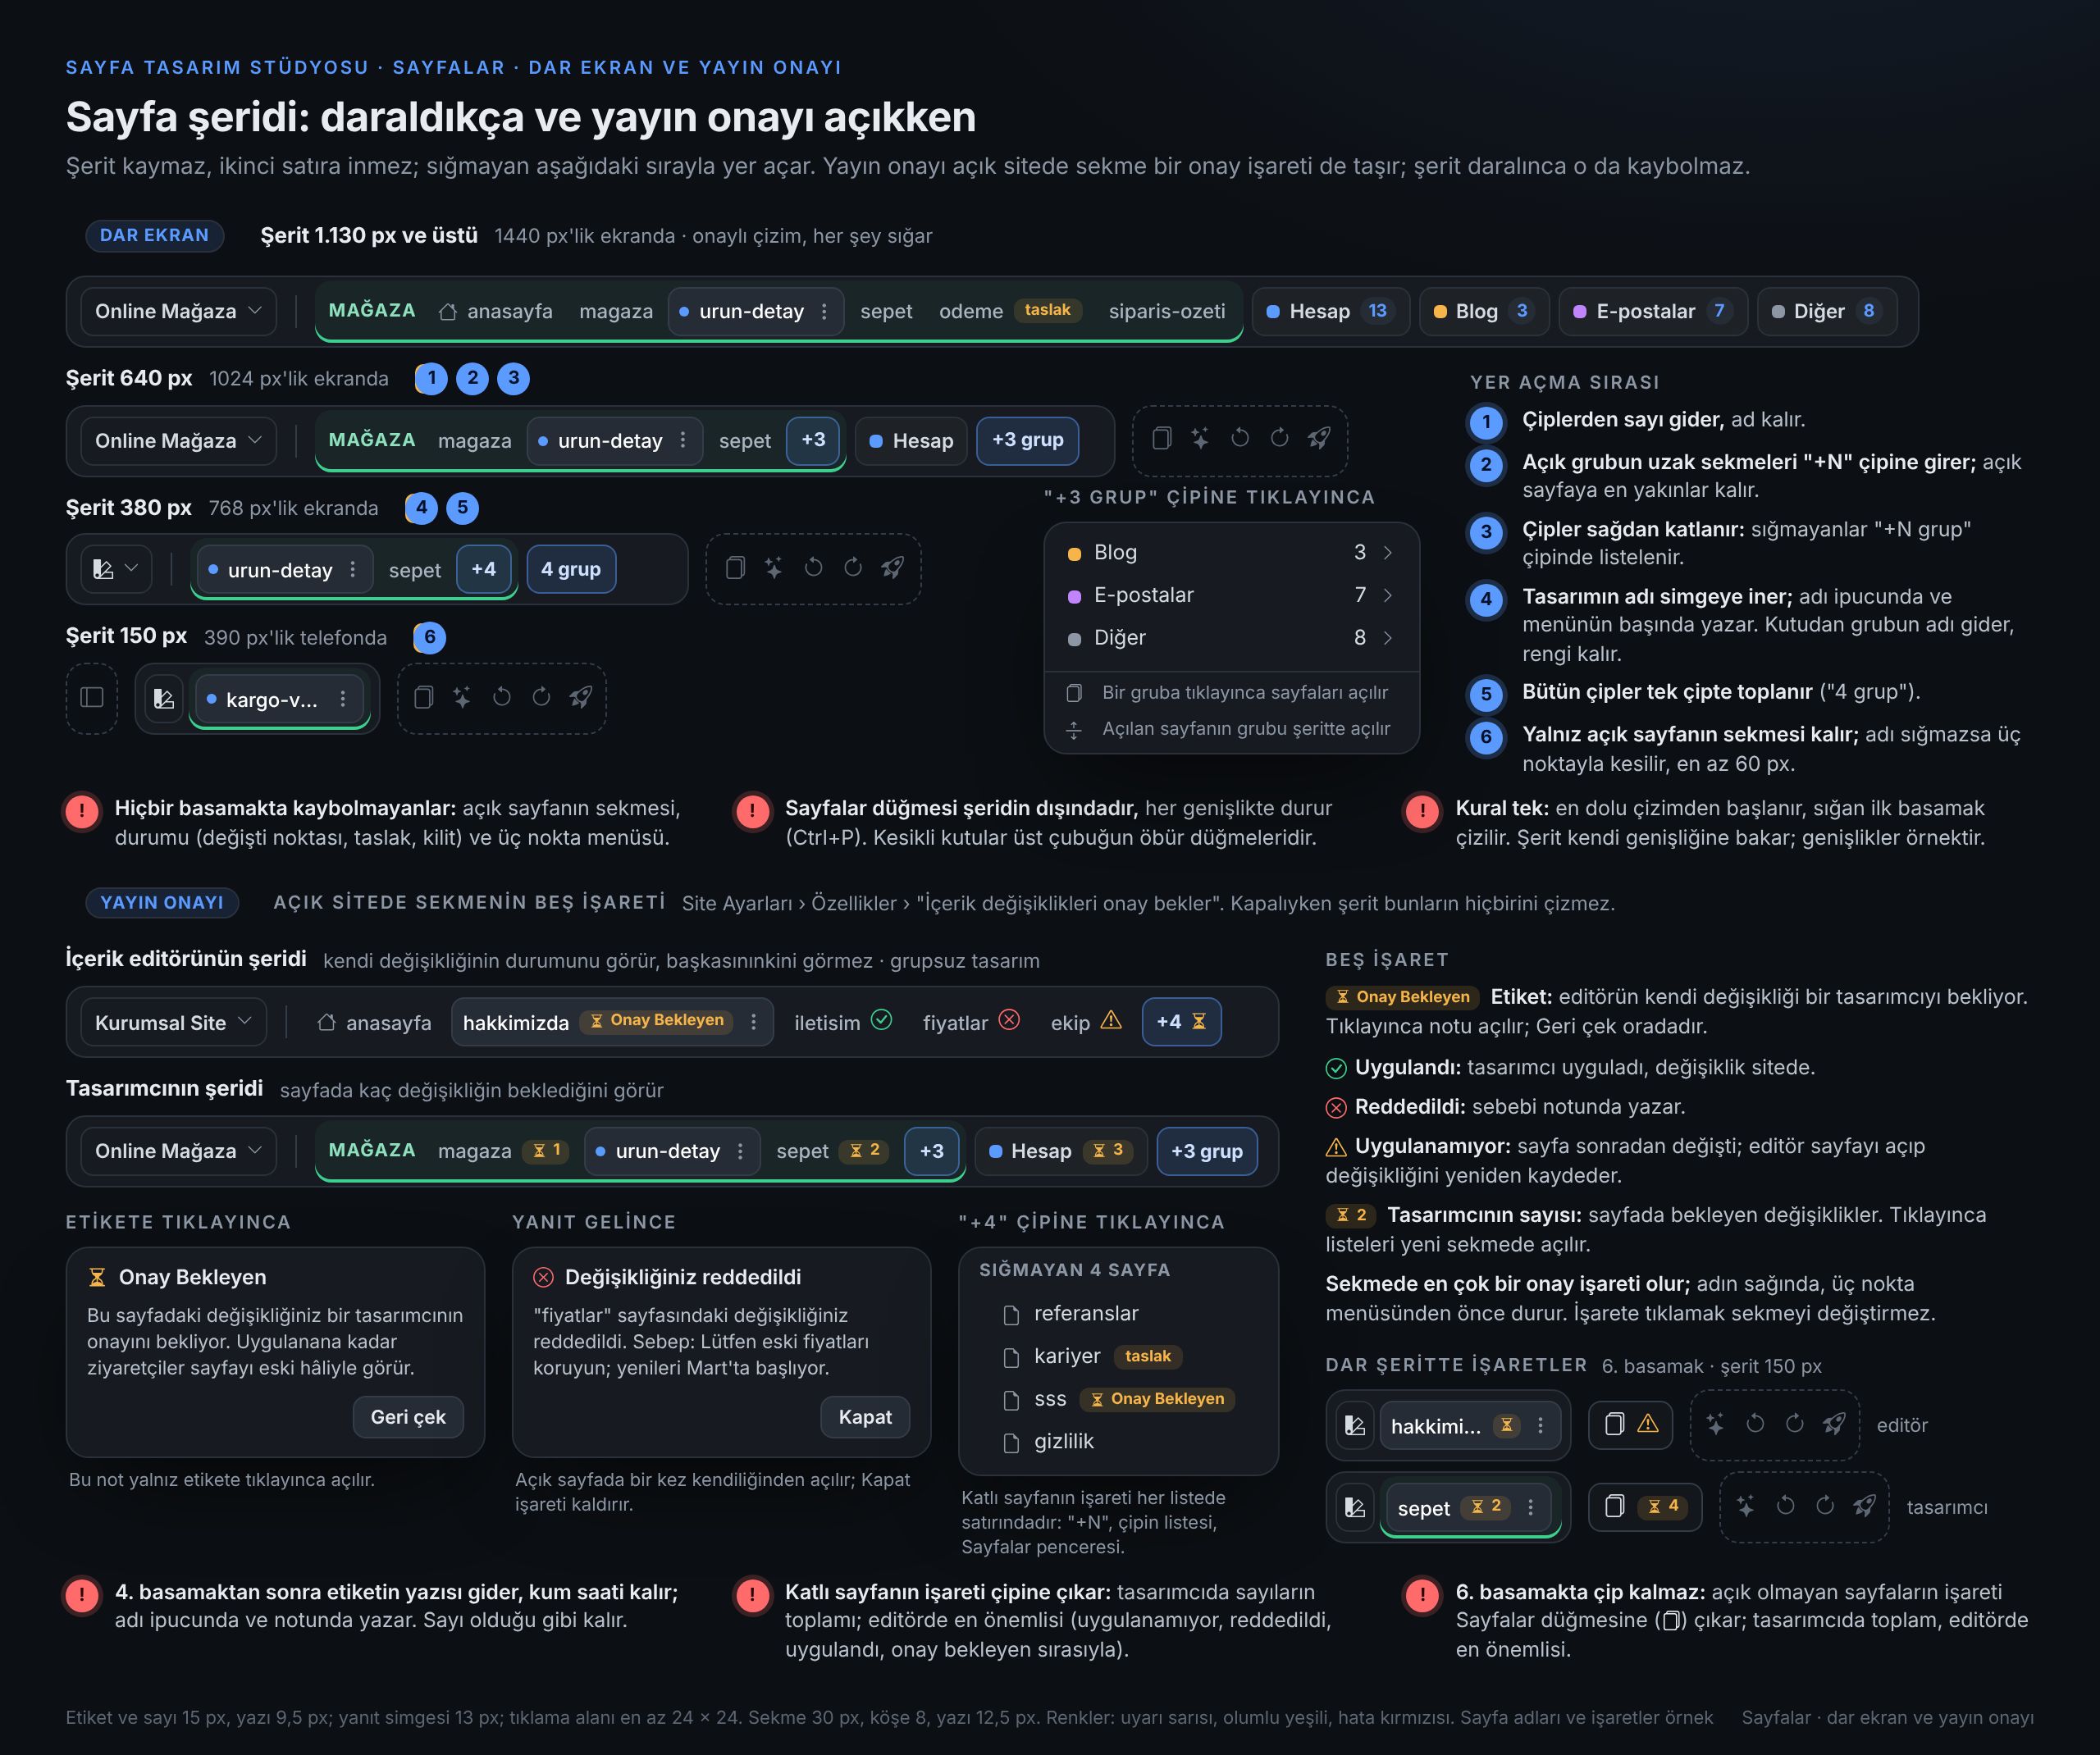 SAYFA TASARIM STÜDYOSU · SAYFALAR · DAR EKRAN VE YAYIN ONAYI
Sayfa şeridi: daraldıkça ve yayın onayı açıkken
Şerit kaymaz, ikinci satıra inmez; sığmayan aşağıdaki sırayla yer açar. Yayın onayı açık sitede sekme bir onay işareti de taşır; şerit daralınca o da kaybolmaz.
DAR EKRAN Şerit 1.130 px ve üstü 1440 px'lik ekranda · onaylı çizim, her şey sığar
Online Mağaza MAĞAZA anasayfa magaza urun-detay sepet odeme taslak siparis-ozeti Hesap 13 Blog 3 E-postalar 7 Diğer 8
Şerit 640 px 1024 px'lik ekranda 1 2 3
Online Mağaza MAĞAZA magaza urun-detay sepet +3 Hesap +3 grup
Şerit 380 px 768 px'lik ekranda 4 5
urun-detay sepet +4 4 grup
Şerit 150 px 390 px'lik telefonda 6
kargo-v...
"+3 GRUP" ÇİPİNE TIKLAYINCA
Blog 3
E-postalar 7
Diğer 8
Bir gruba tıklayınca sayfaları açılır
Açılan sayfanın grubu şeritte açılır
YER AÇMA SIRASI
1 Çiplerden sayı gider, ad kalır.
2 Açık grubun uzak sekmeleri "+N" çipine girer; açık
sayfaya en yakınlar kalır.
3 Çipler sağdan katlanır: sığmayanlar "+N grup"
çipinde listelenir.
4 Tasarımın adı simgeye iner; adı ipucunda ve
menünün başında yazar. Kutudan grubun adı gider,
rengi kalır.
5 Bütün çipler tek çipte toplanır ("4 grup").
6 Yalnız açık sayfanın sekmesi kalır; adı sığmazsa üç
noktayla kesilir, en az 60 px.
! Hiçbir basamakta kaybolmayanlar: açık sayfanın sekmesi,
durumu (değişti noktası, taslak, kilit) ve üç nokta menüsü.
! Sayfalar düğmesi şeridin dışındadır, her genişlikte durur
(Ctrl+P). Kesikli kutular üst çubuğun öbür düğmeleridir.
! Kural tek: en dolu çizimden başlanır, sığan ilk basamak
çizilir. Şerit kendi genişliğine bakar; genişlikler örnektir.
YAYIN ONAYI AÇIK SİTEDE SEKMENİN BEŞ İŞARETİ Site Ayarları › Özellikler › "İçerik değişiklikleri onay bekler". Kapalıyken şerit bunların hiçbirini çizmez.
İçerik editörünün şeridi kendi değişikliğinin durumunu görür, başkasınınkini görmez · grupsuz tasarım
Kurumsal Site anasayfa hakkimizda Onay Bekleyen iletisim fiyatlar ekip +4
Tasarımcının şeridi sayfada kaç değişikliğin beklediğini görür
Online Mağaza MAĞAZA magaza 1 urun-detay sepet 2 +3 Hesap 3 +3 grup
ETİKETE TIKLAYINCA
Onay Bekleyen
Bu sayfadaki değişikliğiniz bir tasarımcının
onayını bekliyor. Uygulanana kadar
ziyaretçiler sayfayı eski hâliyle görür.
Geri çek
Bu not yalnız etikete tıklayınca açılır.
YANIT GELİNCE
Değişikliğiniz reddedildi
"fiyatlar" sayfasındaki değişikliğiniz
reddedildi. Sebep: Lütfen eski fiyatları
koruyun; yenileri Mart'ta başlıyor.
Kapat
Açık sayfada bir kez kendiliğinden açılır; Kapat
işareti kaldırır.
"+4" ÇİPİNE TIKLAYINCA
SIĞMAYAN 4 SAYFA
referanslar
kariyer taslak
sss Onay Bekleyen
gizlilik
Katlı sayfanın işareti her listede
satırındadır: "+N", çipin listesi,
Sayfalar penceresi.
BEŞ İŞARET
Onay Bekleyen Etiket: editörün kendi değişikliği bir tasarımcıyı bekliyor.
Tıklayınca notu açılır; Geri çek oradadır.
Uygulandı: tasarımcı uyguladı, değişiklik sitede.
Reddedildi: sebebi notunda yazar.
Uygulanamıyor: sayfa sonradan değişti; editör sayfayı açıp
değişikliğini yeniden kaydeder.
2 Tasarımcının sayısı: sayfada bekleyen değişiklikler. Tıklayınca
listeleri yeni sekmede açılır.
Sekmede en çok bir onay işareti olur; adın sağında, üç nokta
menüsünden önce durur. İşarete tıklamak sekmeyi değiştirmez.
DAR ŞERİTTE İŞARETLER 6. basamak · şerit 150 px
hakkimi... editör
sepet 2 4 tasarımcı
! 4. basamaktan sonra etiketin yazısı gider, kum saati kalır;
adı ipucunda ve notunda yazar. Sayı olduğu gibi kalır.
! Katlı sayfanın işareti çipine çıkar: tasarımcıda sayıların
toplamı; editörde en önemlisi (uygulanamıyor, reddedildi,
uygulandı, onay bekleyen sırasıyla).
! 6. basamakta çip kalmaz: açık olmayan sayfaların işareti
Sayfalar düğmesine () çıkar; tasarımcıda toplam, editörde
en önemlisi.
Etiket ve sayı 15 px, yazı 9,5 px; yanıt simgesi 13 px; tıklama alanı en az 24 × 24. Sekme 30 px, köşe 8, yazı 12,5 px. Renkler: uyarı sarısı, olumlu yeşili, hata kırmızısı. Sayfa adları ve işaretler örnek
Sayfalar · dar ekran ve yayın onayı